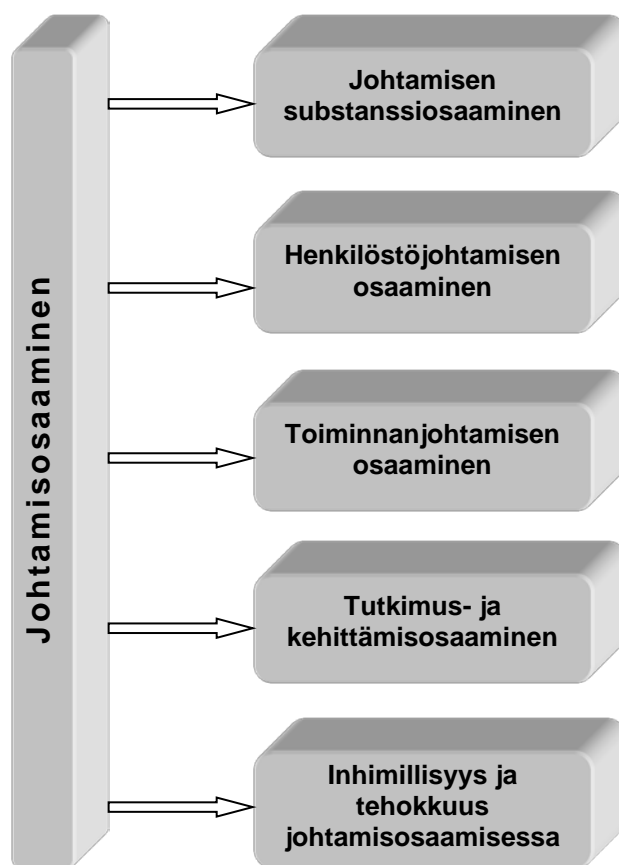 Johtamisosaaminen
Johtamisen
substanssiosaaminen
Henkilöstöjohtamisen
osaaminen
Toiminnanjohtamisen
osaaminen
Tutkimus- ja
kehittämisosaaminen
Inhimillisyys ja
tehokkuus
johtamisosaamisessa